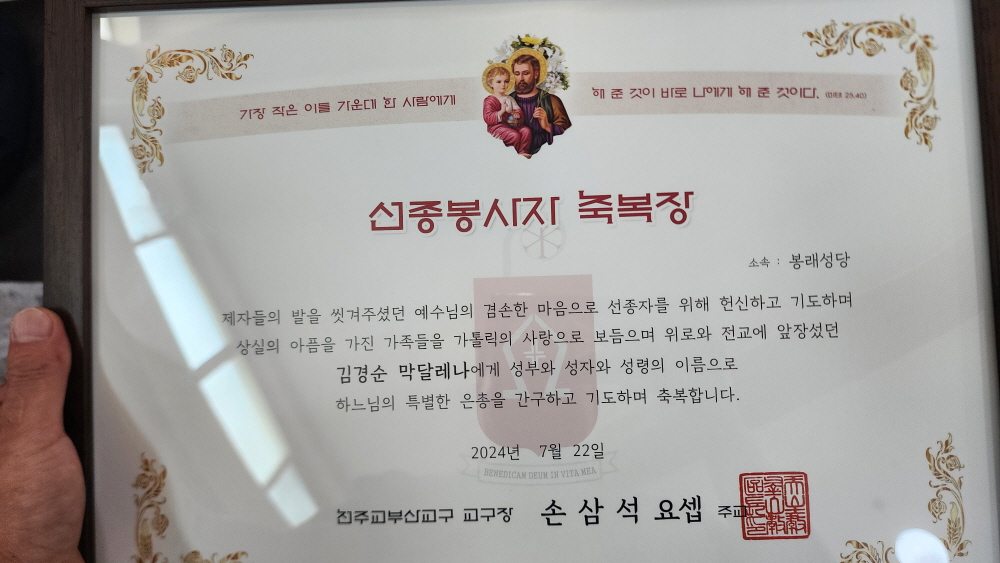 가장 작은 이들 가운데 한 사람에게 해 준 것이 바로 나에게 해 준 것이다. (마태 25,40)
선종봉사자 축복장
소속 : 봉래성당
제자들의 발을 씻겨주셨던 예수님의 겸손한 마음으로 선종자를 위해 헌신하고 기도하며
상실의 아픔을 가진 가족들을 가톨릭의 사랑으로 보듬으며 위로와 전교에 앞장섰던
김경순 막달레나에게 성부와 성자와 성령의 이름으로
하느님의 특별한 은총을 간구하고 기도하며 축복합니다.
2024년 7월 22일
BENEDICAM DEUM IN VITA MEA
천주교부산교구 교구장 손삼석 요셉 주교